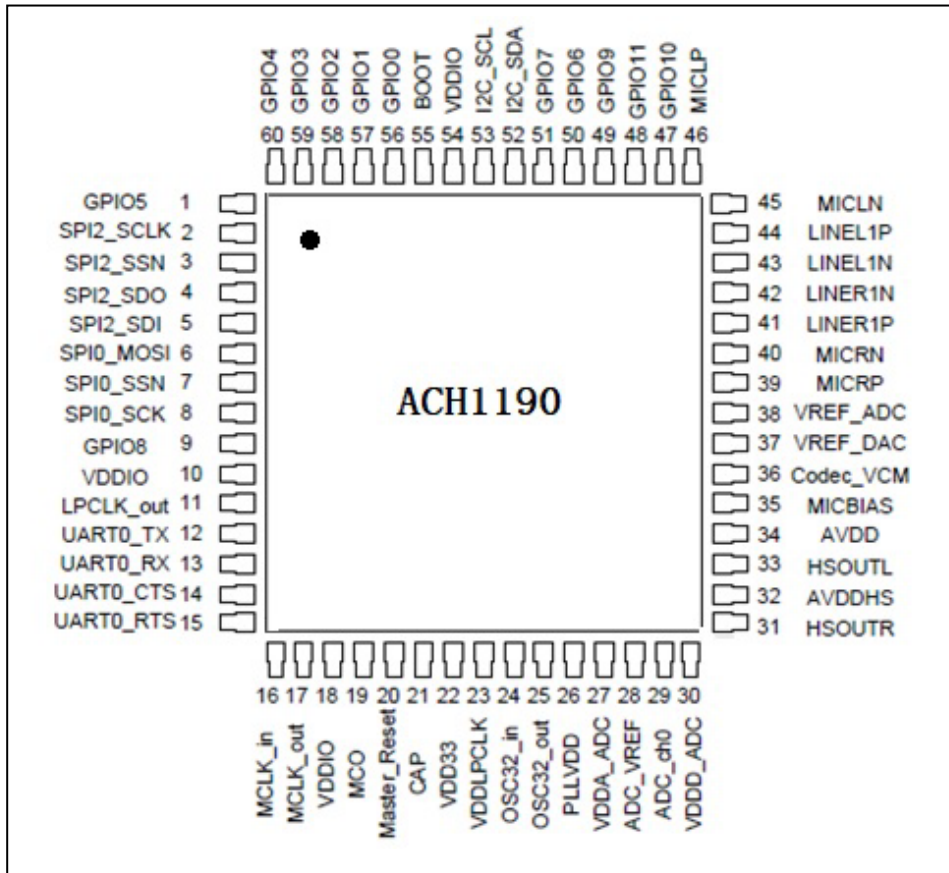 GPIO4 GPIO3 GPIO2 GPIO1 GPIO0 BOOT VDDIO I2C_SCL I2C_SDA GPIO7 GPIO6 GPIO9 GPIO11 GPIO10 MICLP
60 59 58 57 56 55 54 53 52 51 50 49 48 47 46
GPIO5 1
SPI2_SCLK 2
SPI2_SSN 3
SPI2_SDO 4
SPI2_SDI 5
SPI0_MOSI 6
SPI0_SSN 7
SPI0_SCK 8
GPIO8 9
VDDIO 10
LPCLK_out 11
UART0_TX 12
UART0_RX 13
UART0_CTS 14
UART0_RTS 15
ACH1190
45 MICLN
44 LINEL1P
43 LINEL1N
42 LINER1N
41 LINER1P
40 MICRN
39 MICRP
38 VREF_ADC
37 VREF_DAC
36 Codec_VCM
35 MICBIAS
34 AVDD
33 HSOUTL
32 AVDDHS
31 HSOUTR
16 17 18 19 20 21 22 23 24 25 26 27 28 29 30
MCLK_in MCLK_out VDDIO MCO Master_Reset CAP VDD33 VDDLPCLK OSC32_in OSC32_out PLLVDD VDDA_ADC ADC_VREF ADC_ch0 VDDD_ADC